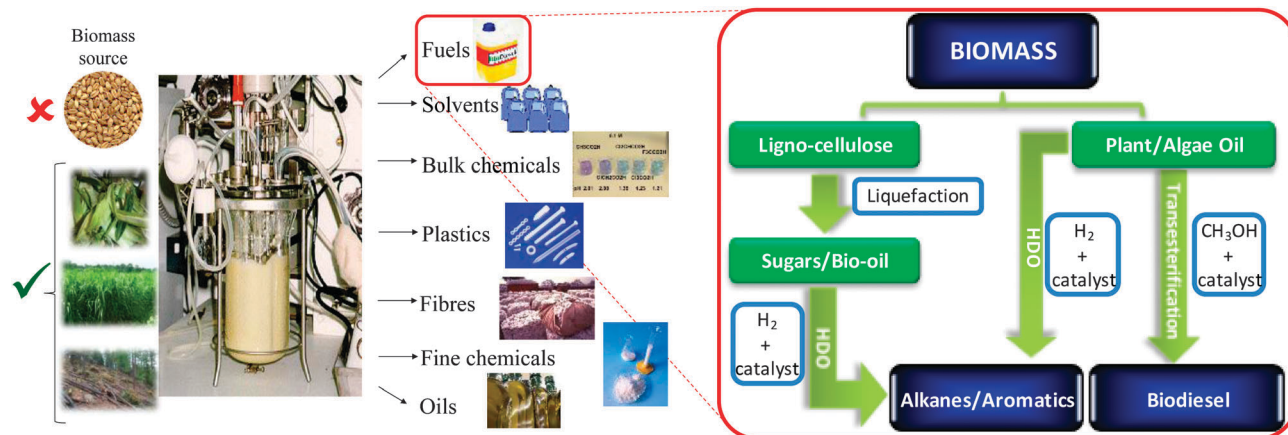 Biomass
source
Fuels
BioDiesel
Solvents
Bulk chemicals
Plastics
Fibres
Fine chemicals
Oils
BIOMASS
Ligno-cellulose
Plant/Algae Oil
Liquefaction
HDO
H₂
+
catalyst
Transesterification
CH₃OH
+
catalyst
Sugars/Bio-oil
H₂
+
catalyst
HDO
Alkanes/Aromatics
Biodiesel